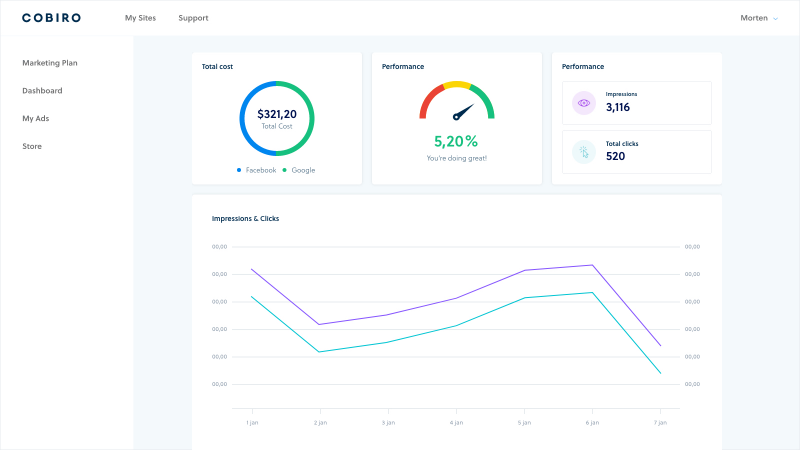 COBIRO
My Sites
Support
Morten
Marketing Plan
Dashboard
My Ads
Store
Total cost
$321,20
Total Cost
Facebook
Google
Performance
5,20%
You're doing great!
Performance
Impressions
3,116
Total clicks
520
Impressions & Clicks
00,00 00,00
00,00 00,00
00,00 00,00
00,00 00,00
00,00 00,00
00,00 00,00
1 jan 2 jan 3 jan 4 jan 5 jan 6 jan 7 jan